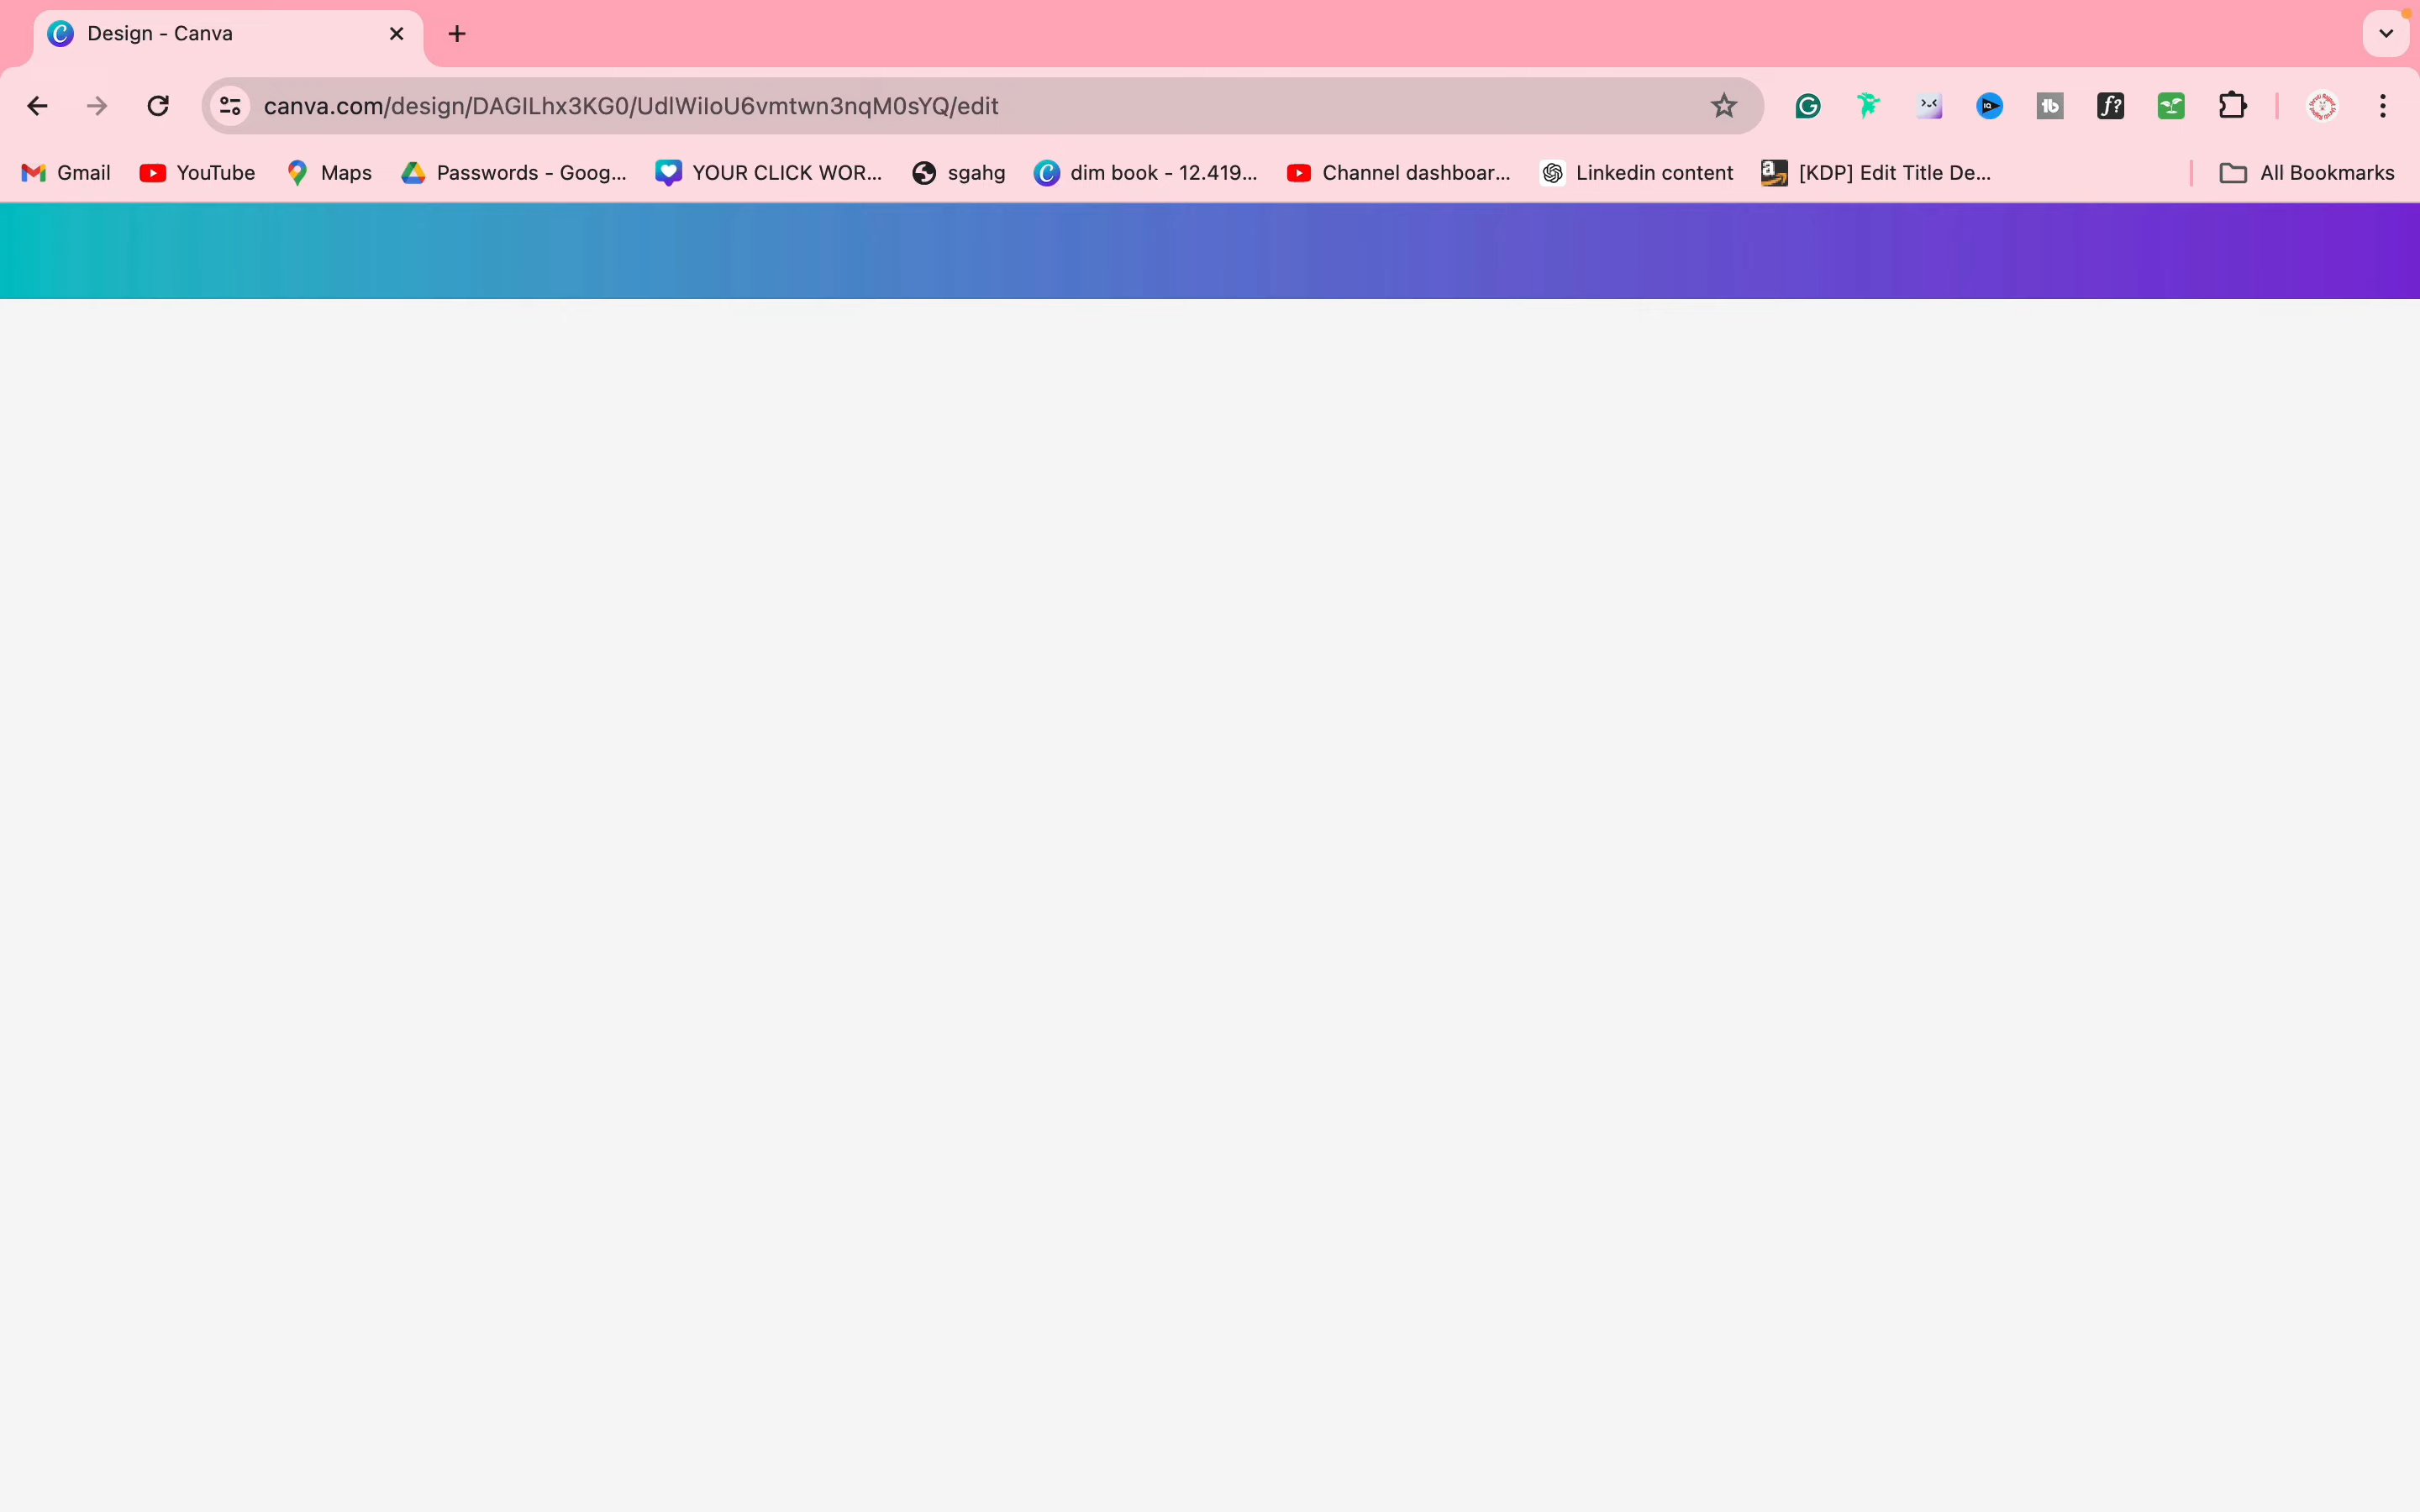 Design - Canva
canva.com/design/DAGILhx3KG0/UdlWiIoU6vmtwn3nqM0sYQ/edit
Gmail YouTube Maps Passwords - Goog... YOUR CLICK WOR... sgahg dim book - 12.419... Channel dashboar... Linkedin content [KDP] Edit Title De... All Bookmarks